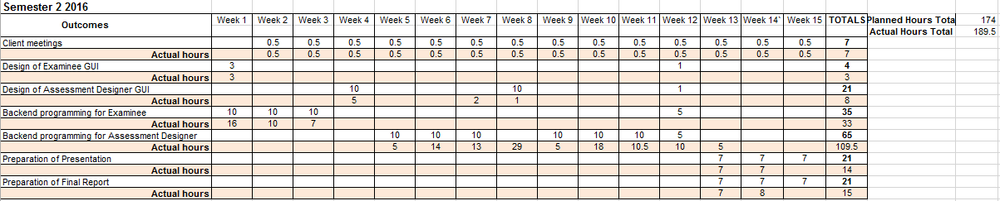 Semester 2 2016
Outcomes Week 1 Week 2 Week 3 Week 4 Week 5 Week 6 Week 7 Week 8 Week 9 Week 10 Week 11 Week 12 Week 13 Week 14` Week 15 TOTALS Planned Hours Tota 174
Actual Hours Total 189.5
Client meetings 0.5 0.5 0.5 0.5 0.5 0.5 0.5 0.5 0.5 0.5 0.5 0.5 0.5 0.5 7
Actual hours 0.5 0.5 0.5 0.5 0.5 0.5 0.5 0.5 0.5 0.5 0.5 0.5 0.5 0.5 7
Design of Examinee GUI 3 1 4
Actual hours 3 3
Design of Assessment Designer GUI 10 10 1 21
Actual hours 5 2 1 8
Backend programming for Examinee 10 10 10 5 35
Actual hours 16 10 7 33
Backend programming for Assessment Designer 10 10 10 10 10 10 5 65
Actual hours 5 14 13 29 5 18 10.5 10 5 109.5
Preparation of Presentation 7 7 7 21
Actual hours 7 7 14
Preparation of Final Report 7 7 7 21
Actual hours 7 8 15